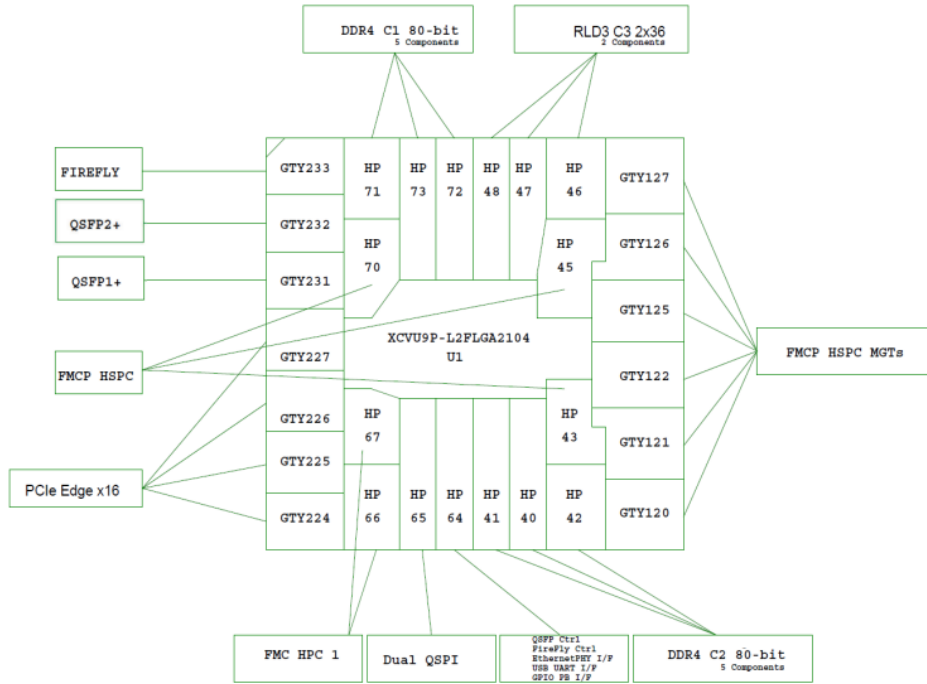 DDR4 C1 80-bit
5 Components
RLD3 C3 2x36
2 Components
FIREFLY
QSFP2+
QSFP1+
FMCP HSPC
PCIe Edge x16
GTY233
GTY232
GTY231
GTY227
GTY226
GTY225
GTY224
HP
71
HP
73
HP
72
HP
48
HP
47
HP
46
HP
70
HP
45
XCVU9P-L2FLGA2104
U1
HP
67
HP
43
HP
66
HP
65
HP
64
HP
41
HP
40
HP
42
GTY127
GTY126
GTY125
GTY122
GTY121
GTY120
FMCP HSPC MGTs
FMC HPC 1
Dual QSPI
QSFP Ctrl
FireFly Ctrl
EthernetPHY I/F
USB UART I/F
GPIO PB I/F
DDR4 C2 80-bit
5 Components